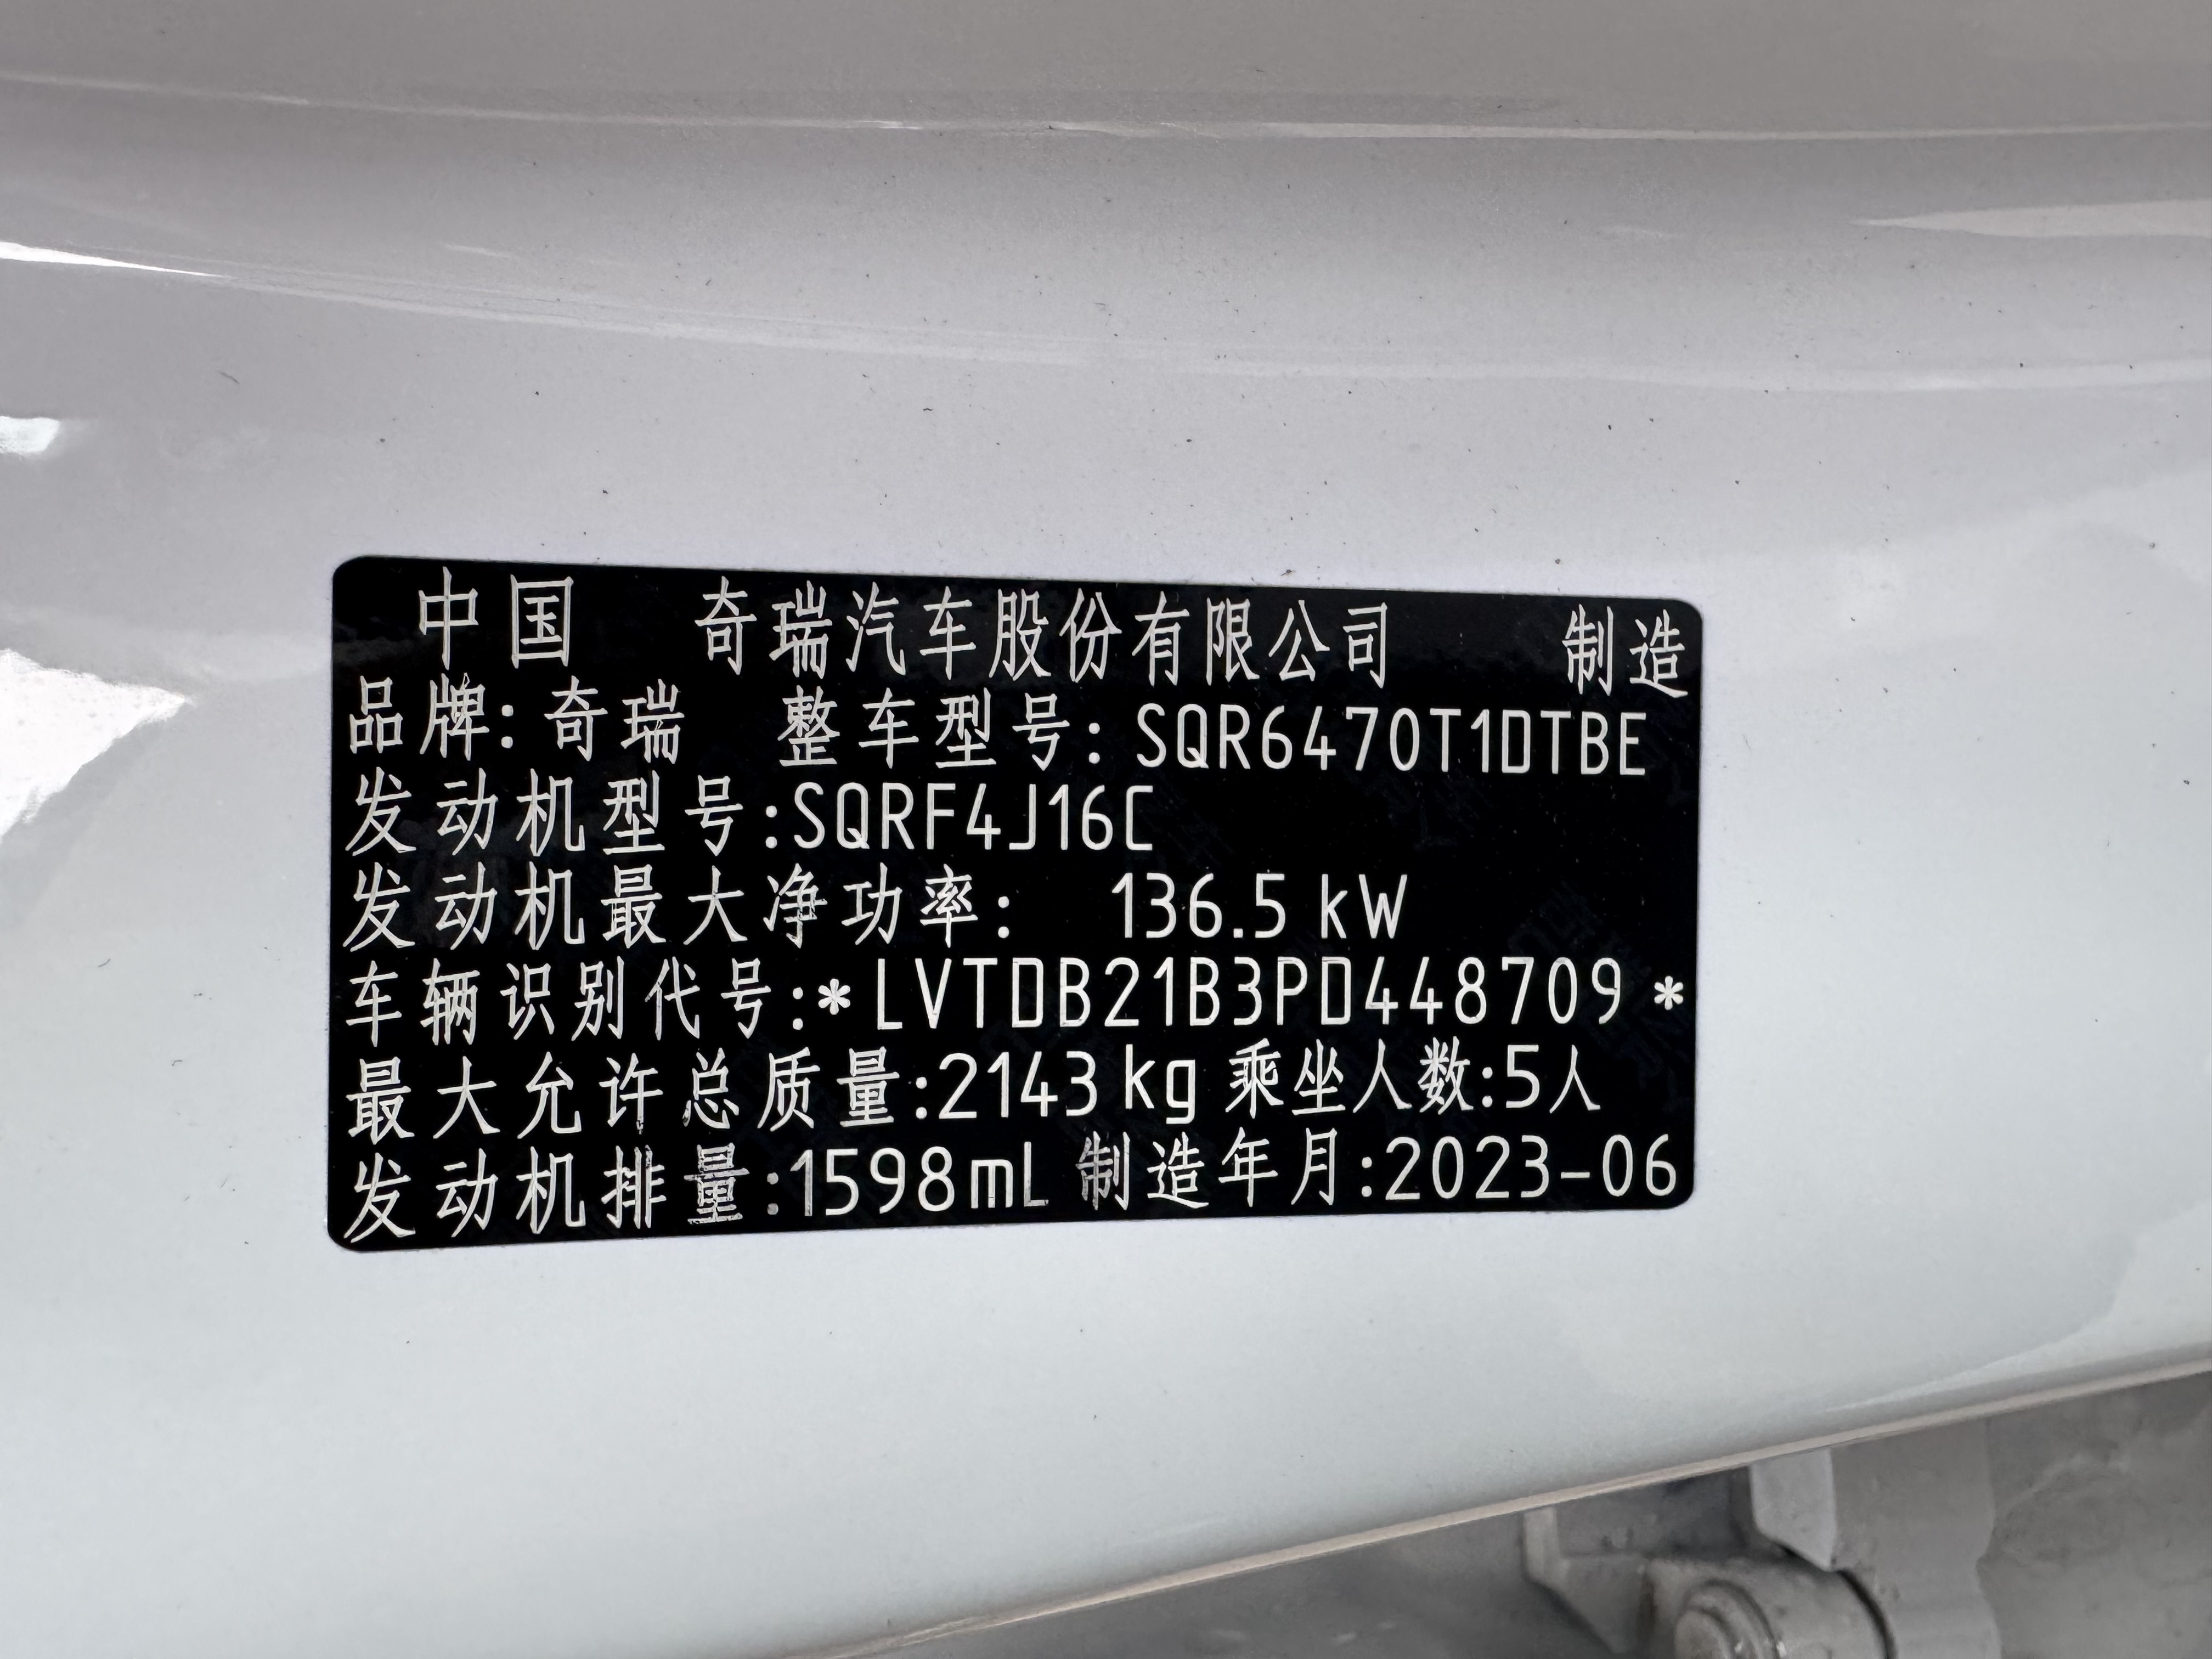 中国 奇瑞汽车股份有限公司 制造
品牌:奇瑞 整车型号:SQR6470T1DTBE
发动机型号:SQRF4J16C
发动机最大净功率: 136.5 kW
车辆识别代号:*LVTDB21B3PD448709*
最大允许总质量:2143kg 乘坐人数:5人
发动机排量:1598mL 制造年月:2023-06